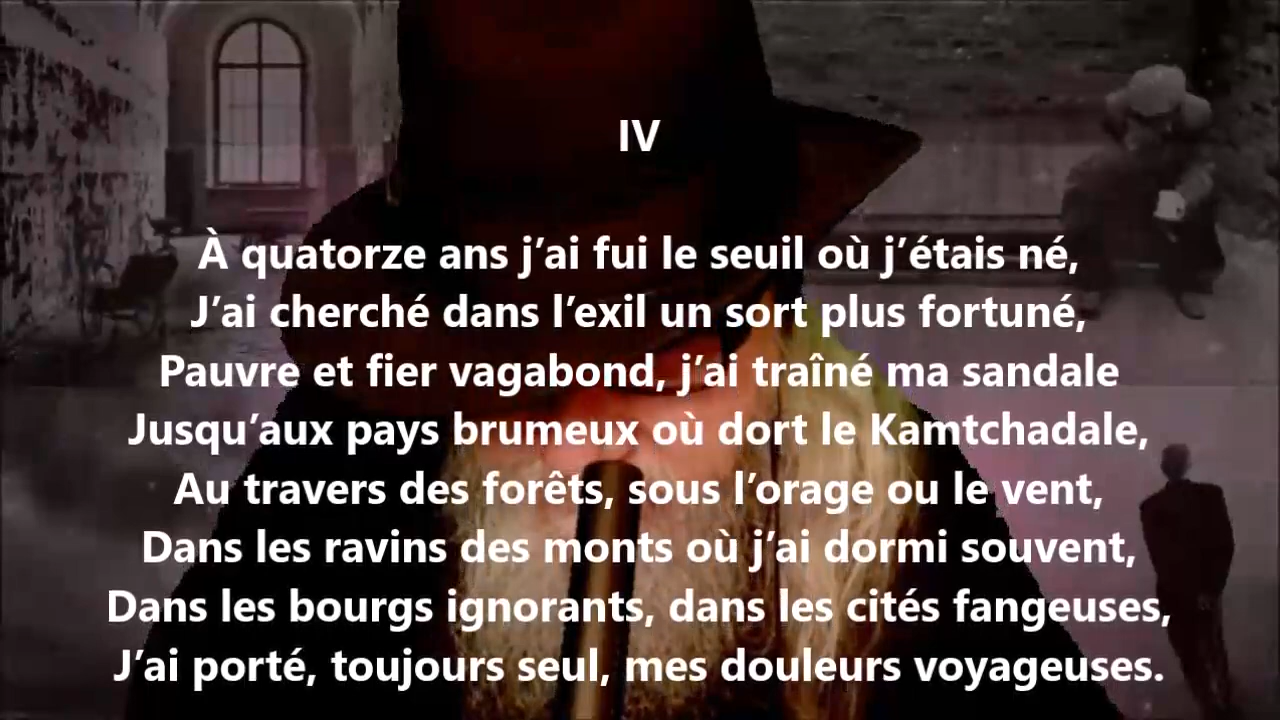 IV
À quatorze ans j’ai fui le seuil où j’étais né,
J’ai cherché dans l’exil un sort plus fortuné,
Pauvre et fier vagabond, j’ai traîné ma sandale
Jusqu’aux pays brumeux où dort le Kamtchadale,
Au travers des forêts, sous l’orage ou le vent,
Dans les ravins des monts où j’ai dormi souvent,
Dans les bourgs ignorants, dans les cités fangeuses,
J’ai porté, toujours seul, mes douleurs voyageuses.